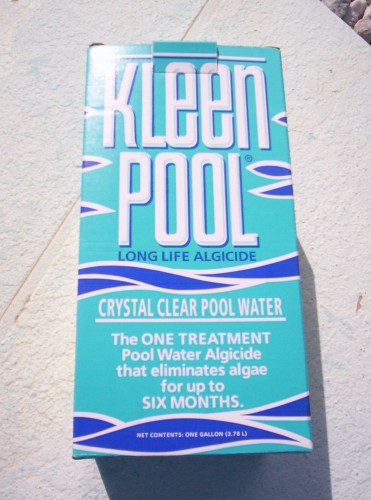 KLeen
POOL®
LONG LIFE ALGICIDE
CRYSTAL CLEAR POOL WATER
The ONE TREATMENT
Pool Water Algicide
that eliminates algae
for up to
SIX MONTHS.
NET CONTENTS: ONE GALLON (3.78 L)